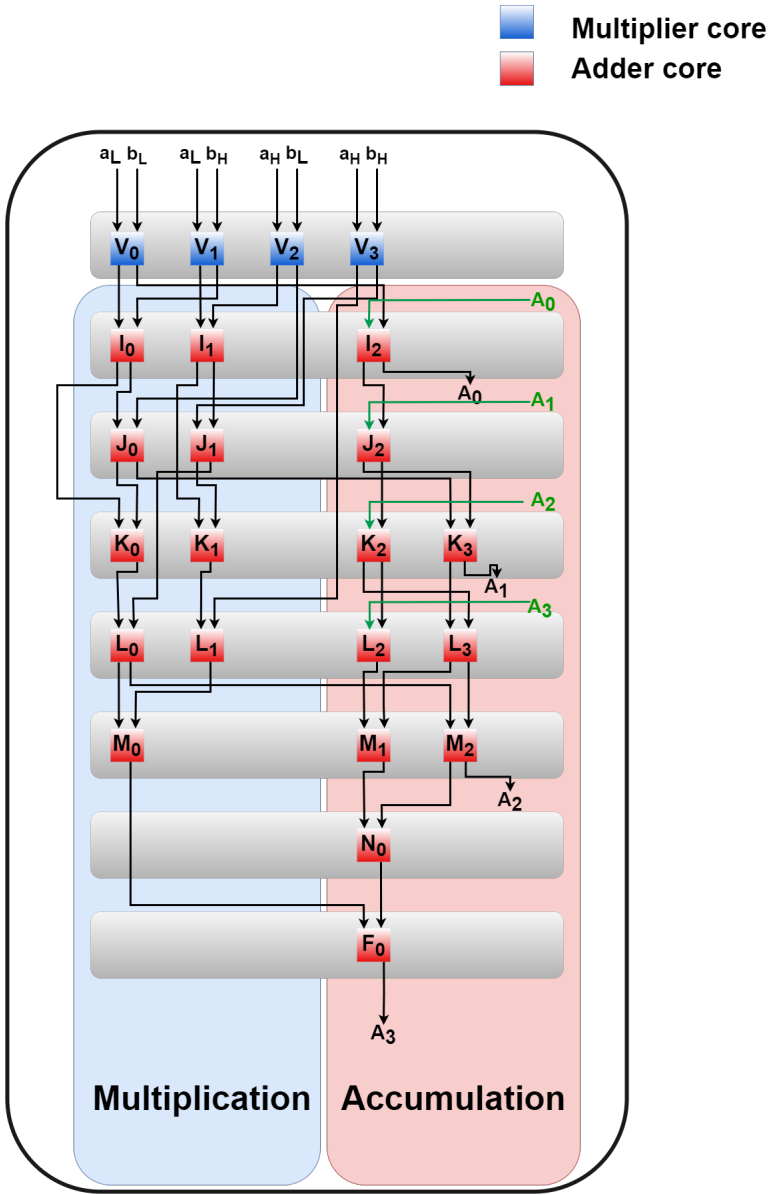 Multiplier core
Adder core
aL bL aL bH aH bL aH bH
V0 V1 V2 V3
A0
I0 I1 I2
A0
A1
J0 J1 J2
A2
K0 K1 K2 K3
A1
A3
L0 L1 L2 L3
M0 M1 M2
A2
N0
F0
A3
Multiplication Accumulation